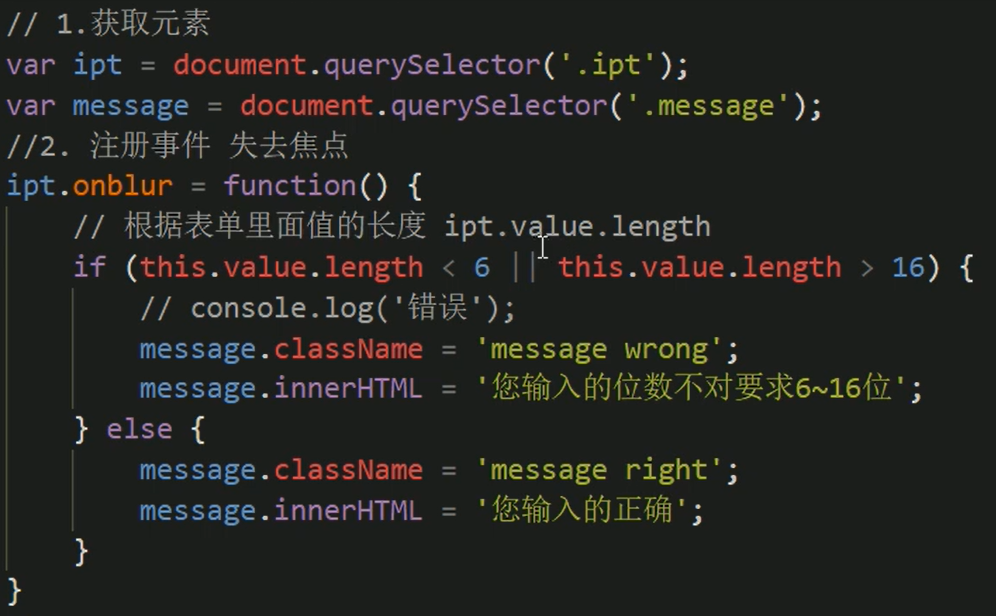 // 1.获取元素
var ipt = document.querySelector('.ipt');
var message = document.querySelector('.message');
//2. 注册事件 失去焦点
ipt.onblur = function() {
// 根据表单里面值的长度 ipt.value.length
if (this.value.length < 6 || this.value.length > 16) {
// console.log('错误');
message.className = 'message wrong';
message.innerHTML = '您输入的位数不对要求6~16位';
} else {
message.className = 'message right';
message.innerHTML = '您输入的正确';
}
}